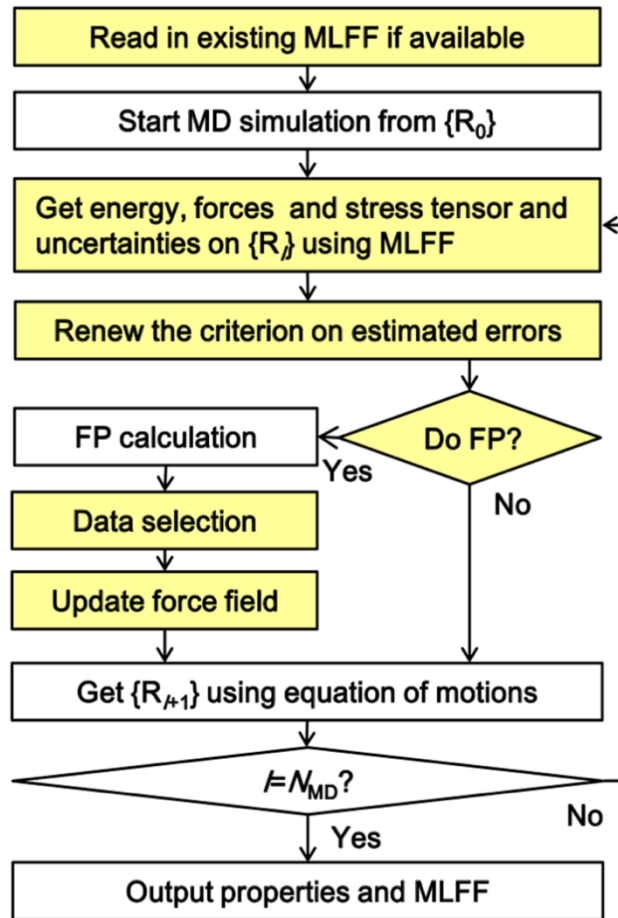 Read in existing MLFF if available
Start MD simulation from {R₀}
Get energy, forces and stress tensor and
uncertainties on {Rᵢ} using MLFF
Renew the criterion on estimated errors
FP calculation
Do FP?
Yes
No
Data selection
Update force field
Get {Rᵢ₊₁} using equation of motions
I=N_MD?
No
Yes
Output properties and MLFF